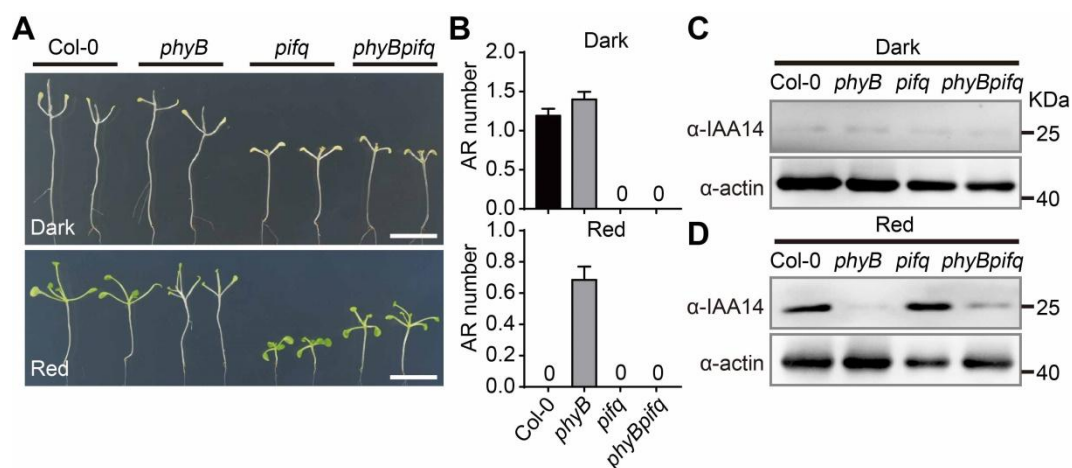 A
Col-0 phyB pifq phyBpifq
Dark
Red
B
Dark
AR number
2.0
1.5
1.0
0.5
0.0
0 0
Red
AR number
0.8
0.6
0.4
0.2
0.0
0 0 0
Col-0 phyB pifq phyBpifq
C
Dark
Col-0 phyB pifq phyBpifq
KDa
α-IAA14
25
α-actin
40
D
Red
Col-0 phyB pifq phyBpifq
α-IAA14
25
α-actin
40